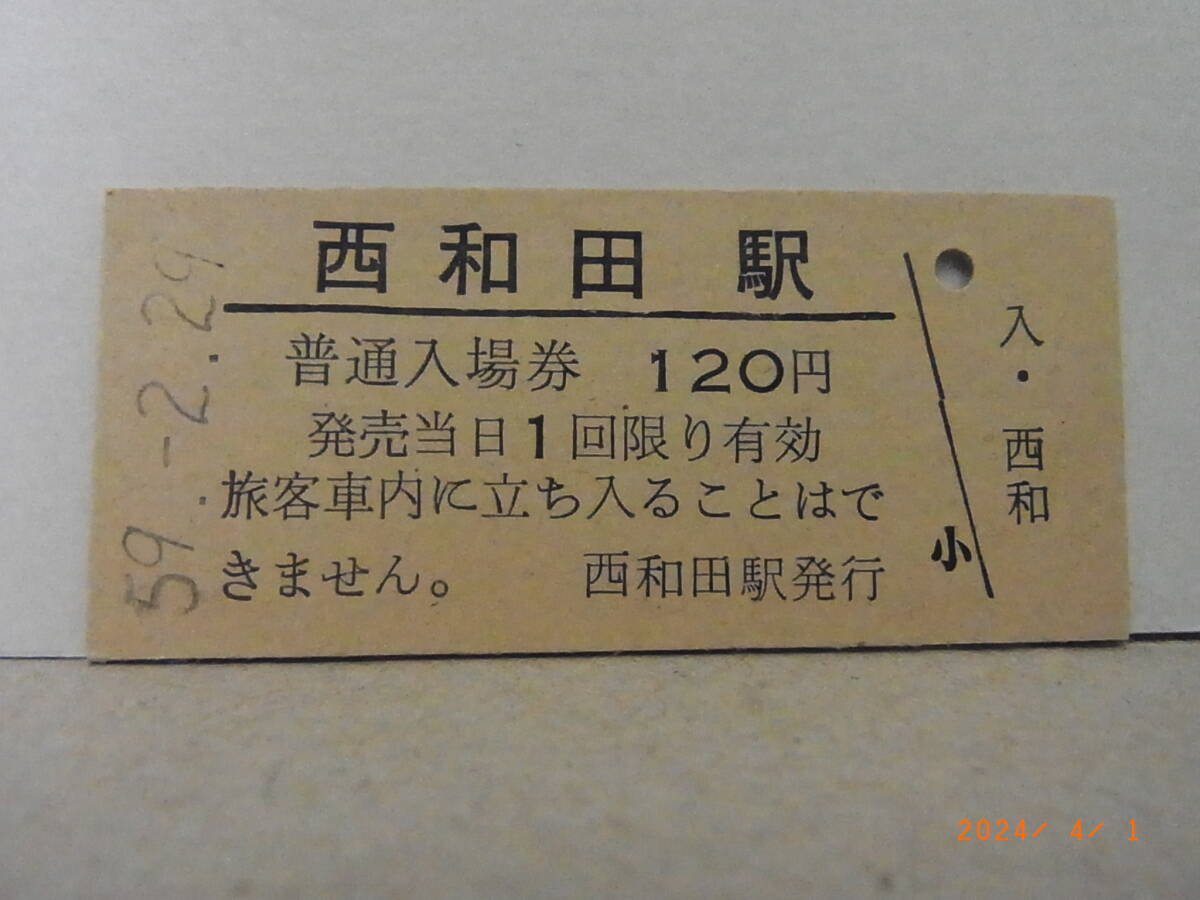 西和田駅
普通入場券 120円
発売当日1回限り有効
旅客車内に立ち入ることはで
きません。 西和田駅発行
小
入・西和
59.-2.29
2024/ 4/ 1